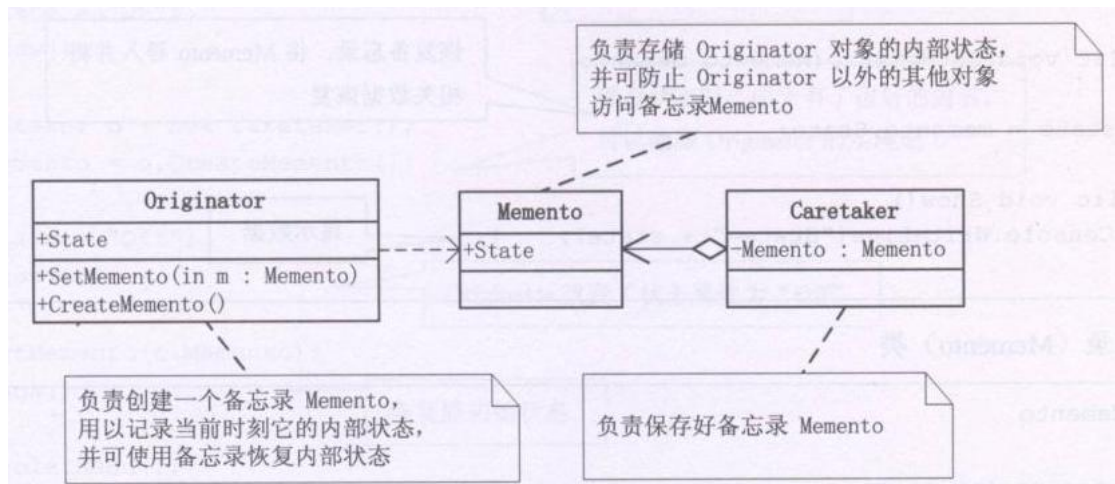 负责存储 Originator 对象的内部状态，
并可防止 Originator 以外的其他对象
访问备忘录Memento
Originator
+State
+SetMemento(in m : Memento)
+CreateMemento()
Memento
+State
Caretaker
-Memento : Memento
负责创建一个备忘录 Memento，
用以记录当前时刻它的内部状态，
并可使用备忘录恢复内部状态
负责保存好备忘录 Memento